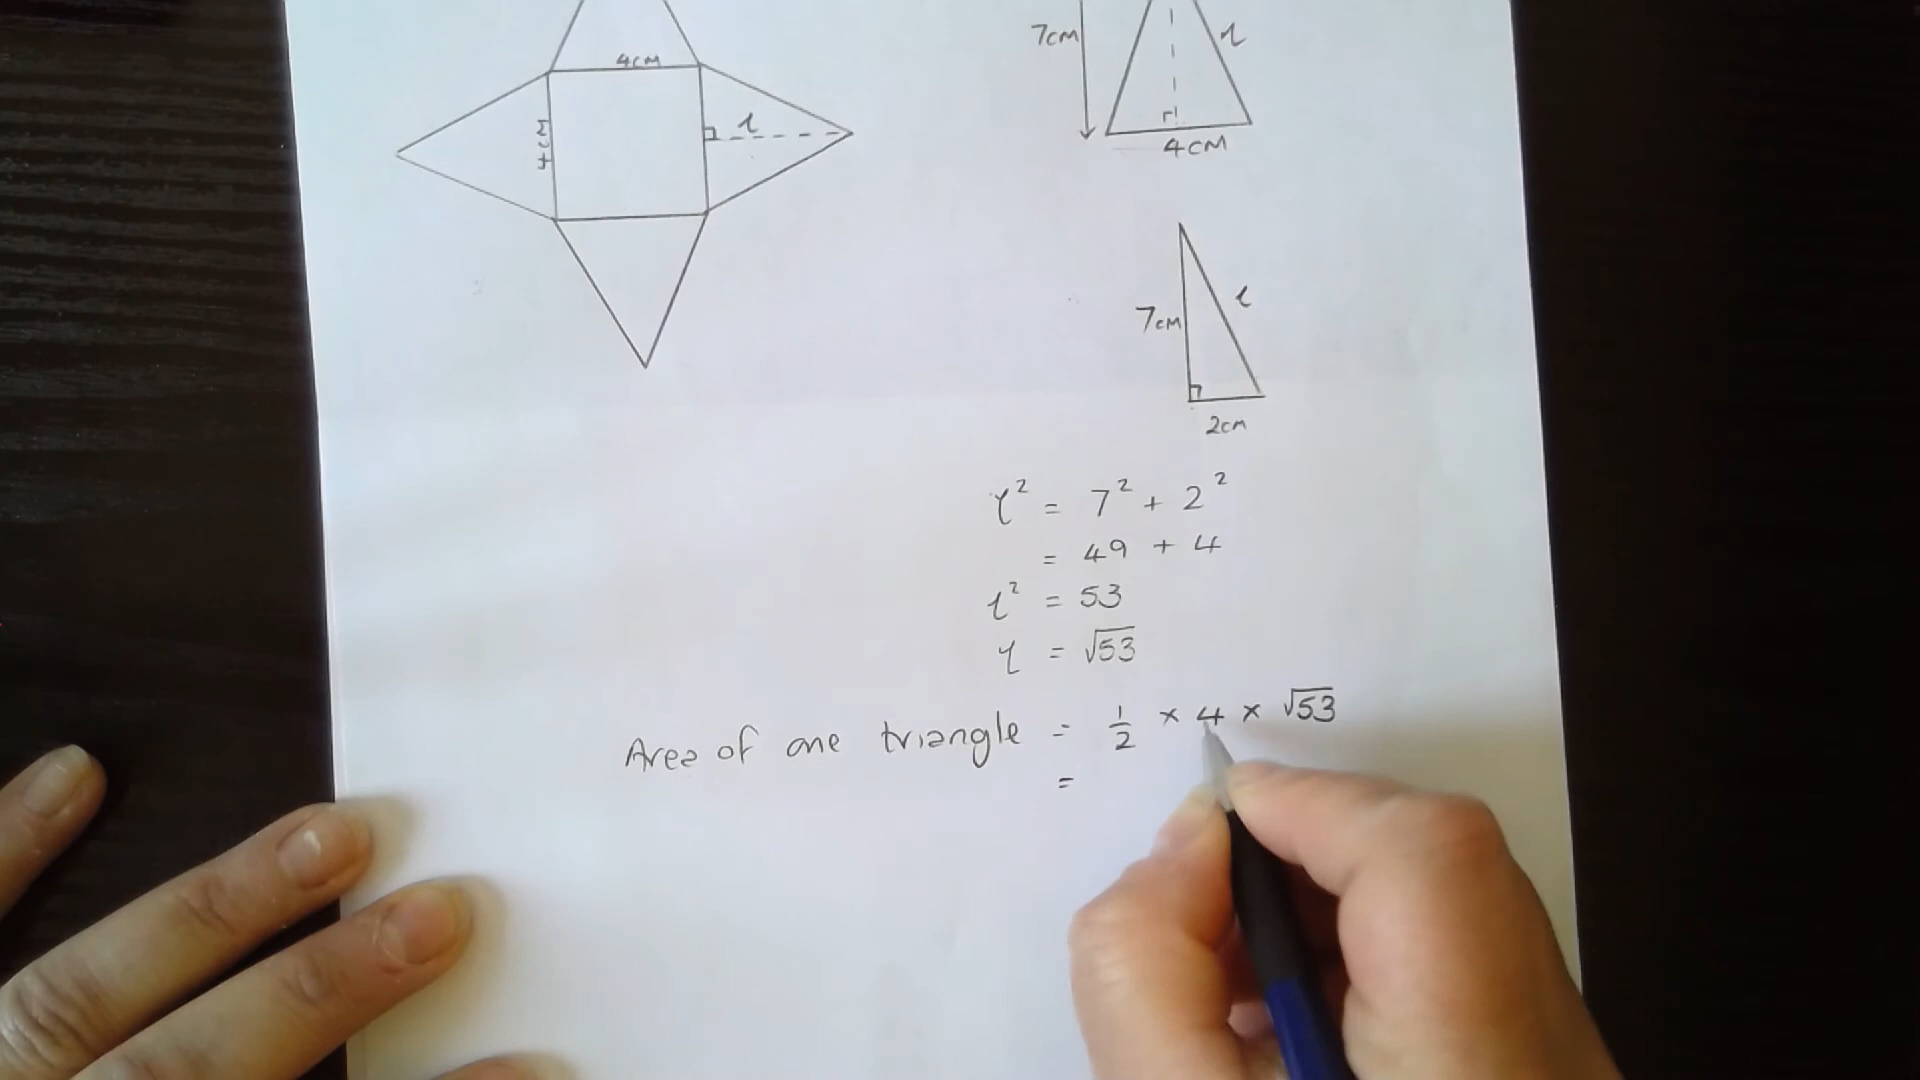 7cm
l
4cm
4cm
4cm
l
7cm
l
2cm
l² = 7² + 2²
= 49 + 4
l² = 53
l = √53
Area of one triangle = 1/2 × 4 × √53
=